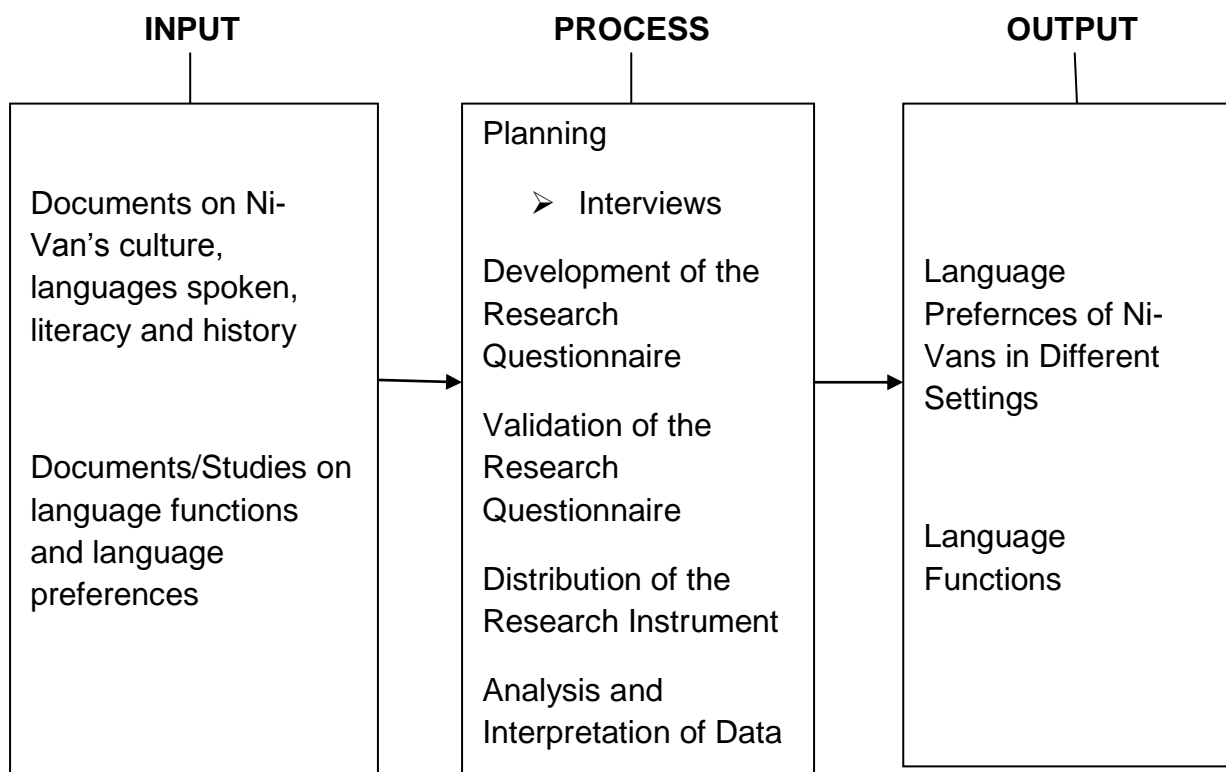 INPUT
Documents on Ni-
Van’s culture,
languages spoken,
literacy and history
Documents/Studies on
language functions
and language
preferences
PROCESS
Planning
➢ Interviews
Development of the
Research
Questionnaire
Validation of the
Research
Questionnaire
Distribution of the
Research Instrument
Analysis and
Interpretation of Data
OUTPUT
Language
Prefernces of Ni-
Vans in Different
Settings
Language
Functions